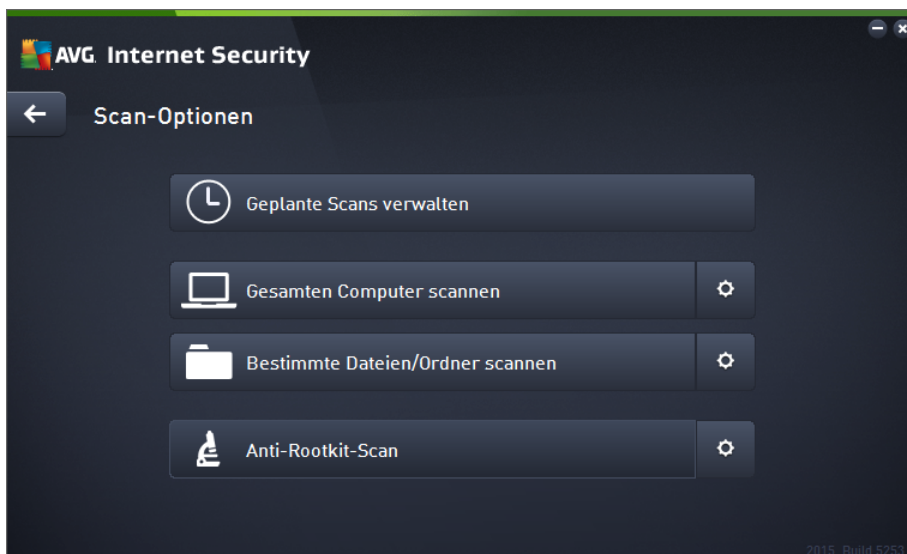 AVG. Internet Security
Scan-Optionen
Geplante Scans verwalten
Gesamten Computer scannen
Bestimmte Dateien/Ordner scannen
Anti-Rootkit-Scan
2015 Build 5253